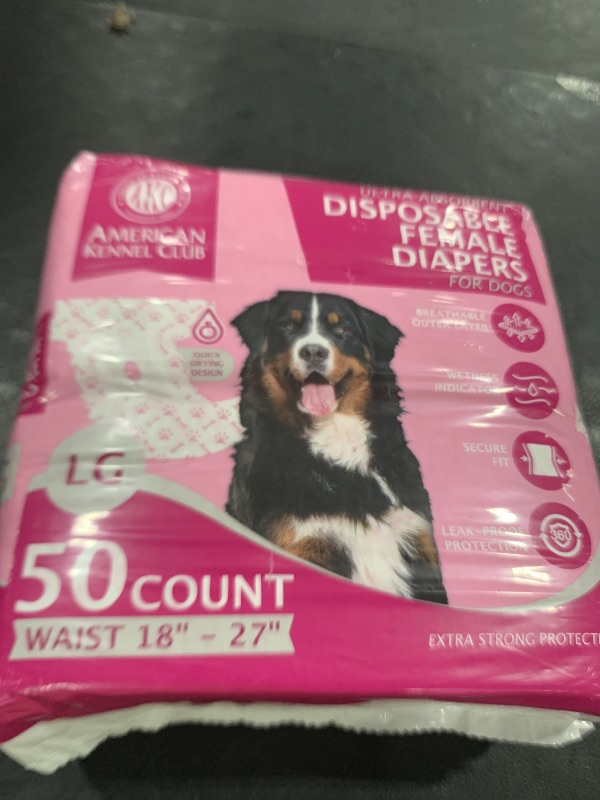 AKC
AMERICAN
KENNEL CLUB
ULTRA ABSORBENT
DISPOSABLE
FEMALE
DIAPERS
FOR DOGS
BREATHABLE
OUTER LAYER
QUICK
DRYING
DESIGN
WETNESS
INDICATOR
SECURE
FIT
LG
360
LEAK-PROOF
PROTECTION
50 COUNT
WAIST 18" - 27"
EXTRA STRONG PROTECTI